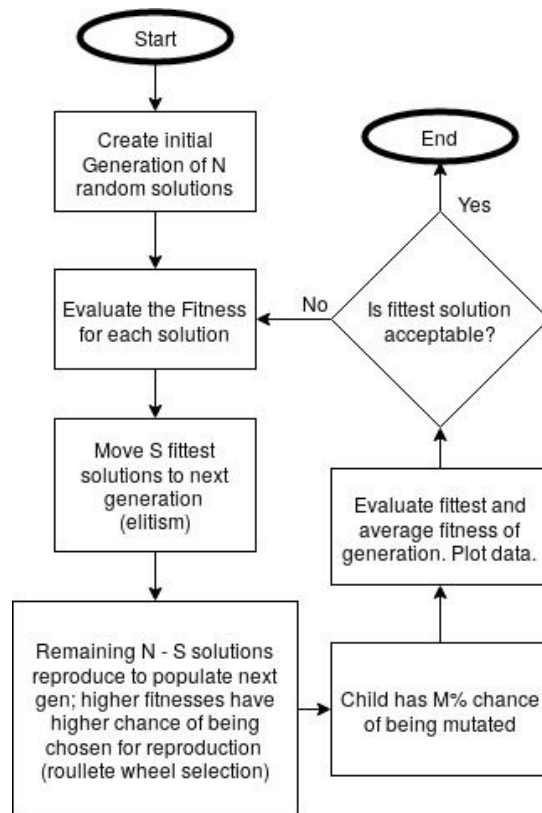 Start
Create initial
Generation of N
random solutions
Evaluate the Fitness
for each solution
Move S fittest
solutions to next
generation
(elitism)
Remaining N - S solutions
reproduce to populate next
gen; higher fitnesses have
higher chance of being
chosen for reproduction
(roullete wheel selection)
Child has M% chance
of being mutated
Evaluate fittest and
average fitness of
generation. Plot data.
Is fittest solution
acceptable?
No
Yes
End